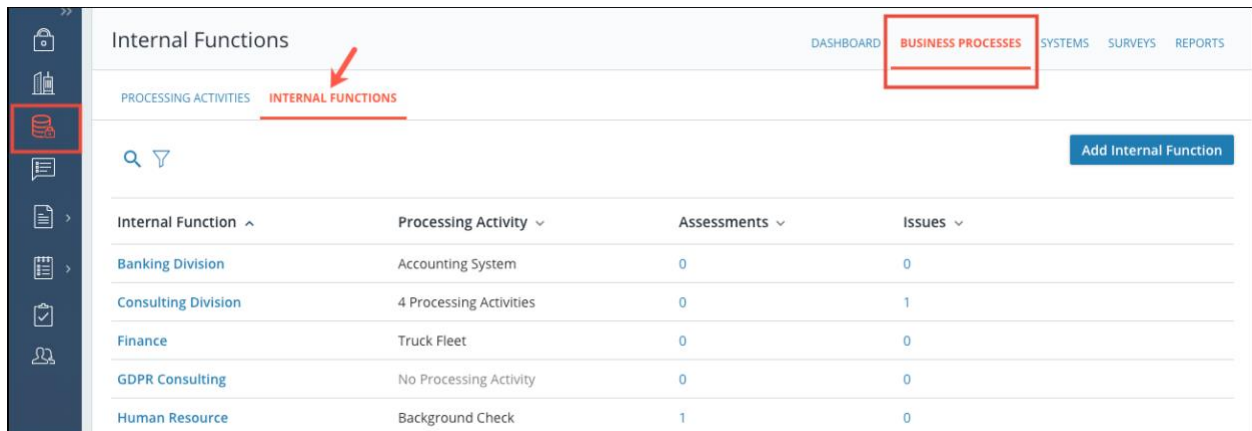 Internal Functions
DASHBOARD BUSINESS PROCESSES SYSTEMS SURVEYS REPORTS
PROCESSING ACTIVITIES INTERNAL FUNCTIONS
Add Internal Function
Internal Function Processing Activity Assessments Issues
Banking Division Accounting System 0 0
Consulting Division 4 Processing Activities 0 1
Finance Truck Fleet 0 0
GDPR Consulting No Processing Activity 0 0
Human Resource Background Check 1 0